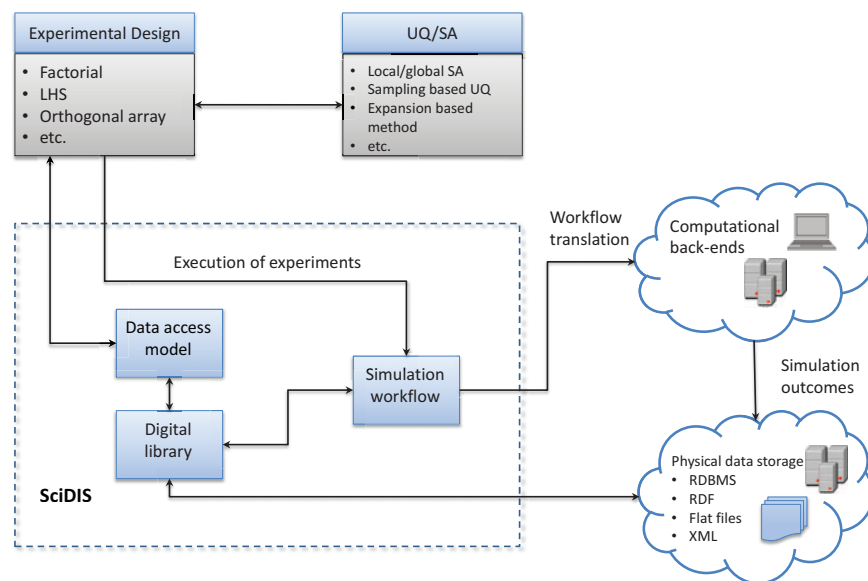 Experimental Design
• Factorial
• LHS
• Orthogonal array
• etc.
UQ/SA
• Local/global SA
• Sampling based UQ
• Expansion based
method
• etc.
Workflow
translation
Computational
back-ends
Execution of experiments
Data access
model
Simulation
workflow
Simulation
outcomes
Digital
library
SciDIS
Physical data storage
• RDBMS
• RDF
• Flat files
• XML